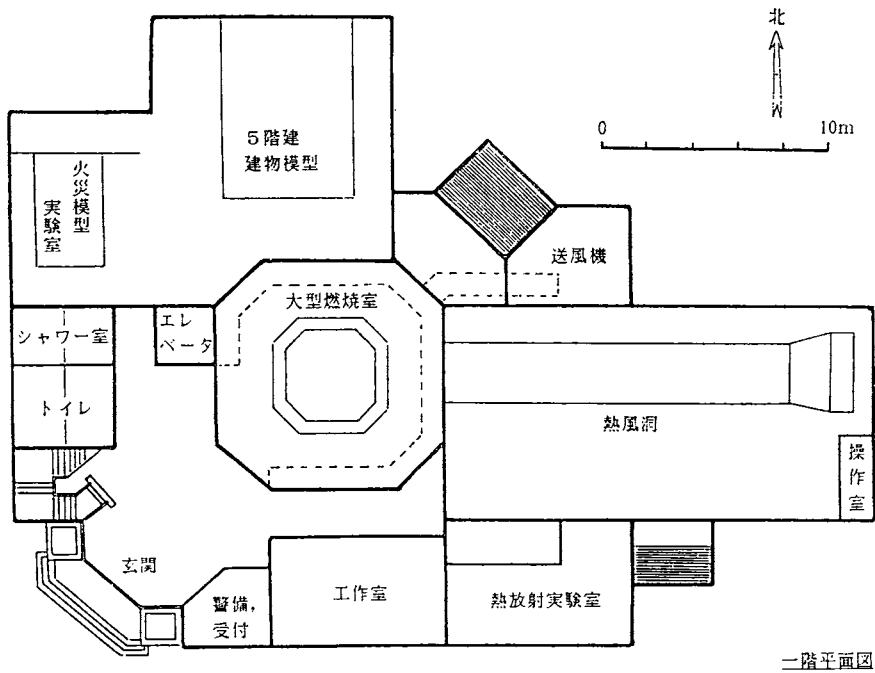 北
0 10m
5階建
建物模型
火災模型
実験室
送風機
大型燃焼室
シャワー室
エレ
ベータ
トイレ
熱風洞
操作室
玄関
警備,
受付
工作室
熱放射実験室
一階平面図